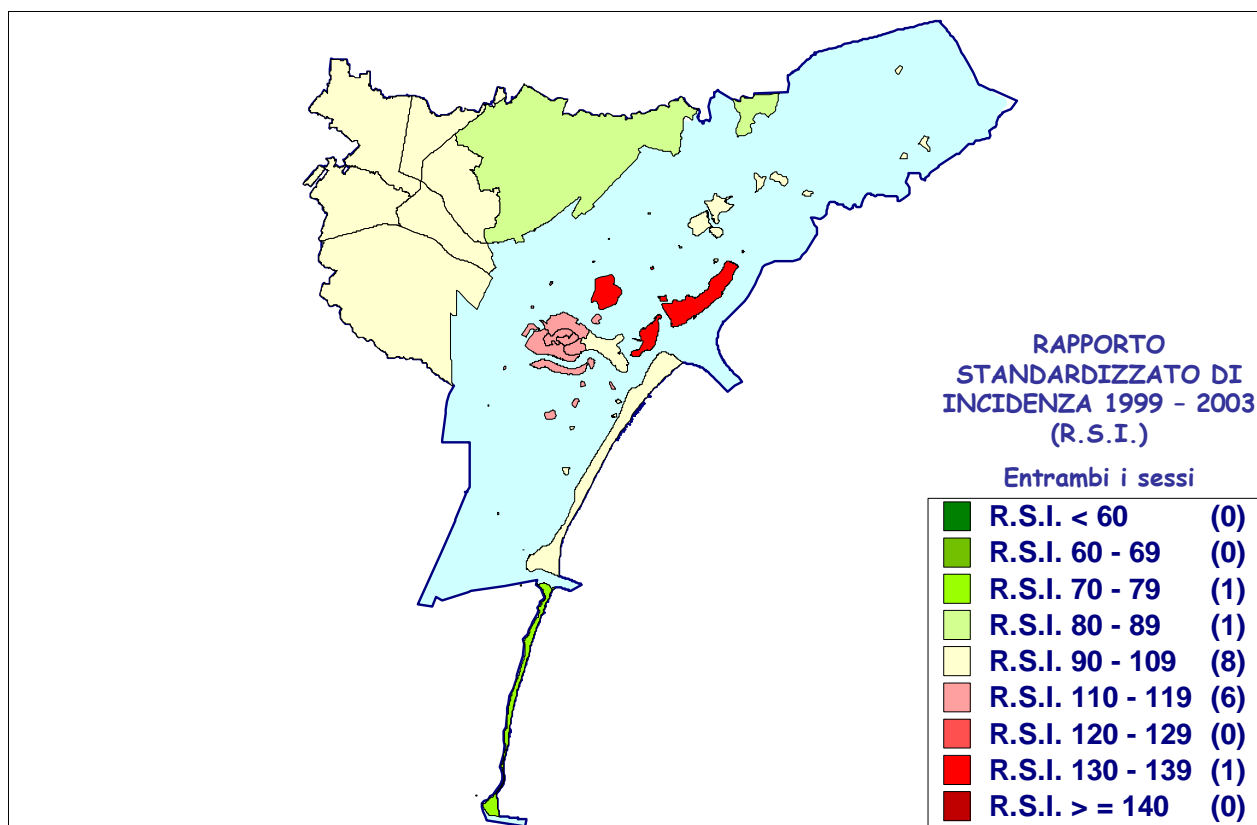 RAPPORTO
STANDARDIZZATO DI
INCIDENZA 1999 - 2003
(R.S.I.)
Entrambi i sessi
R.S.I. < 60 (0)
R.S.I. 60 - 69 (0)
R.S.I. 70 - 79 (1)
R.S.I. 80 - 89 (1)
R.S.I. 90 - 109 (8)
R.S.I. 110 - 119 (6)
R.S.I. 120 - 129 (0)
R.S.I. 130 - 139 (1)
R.S.I. > = 140 (0)